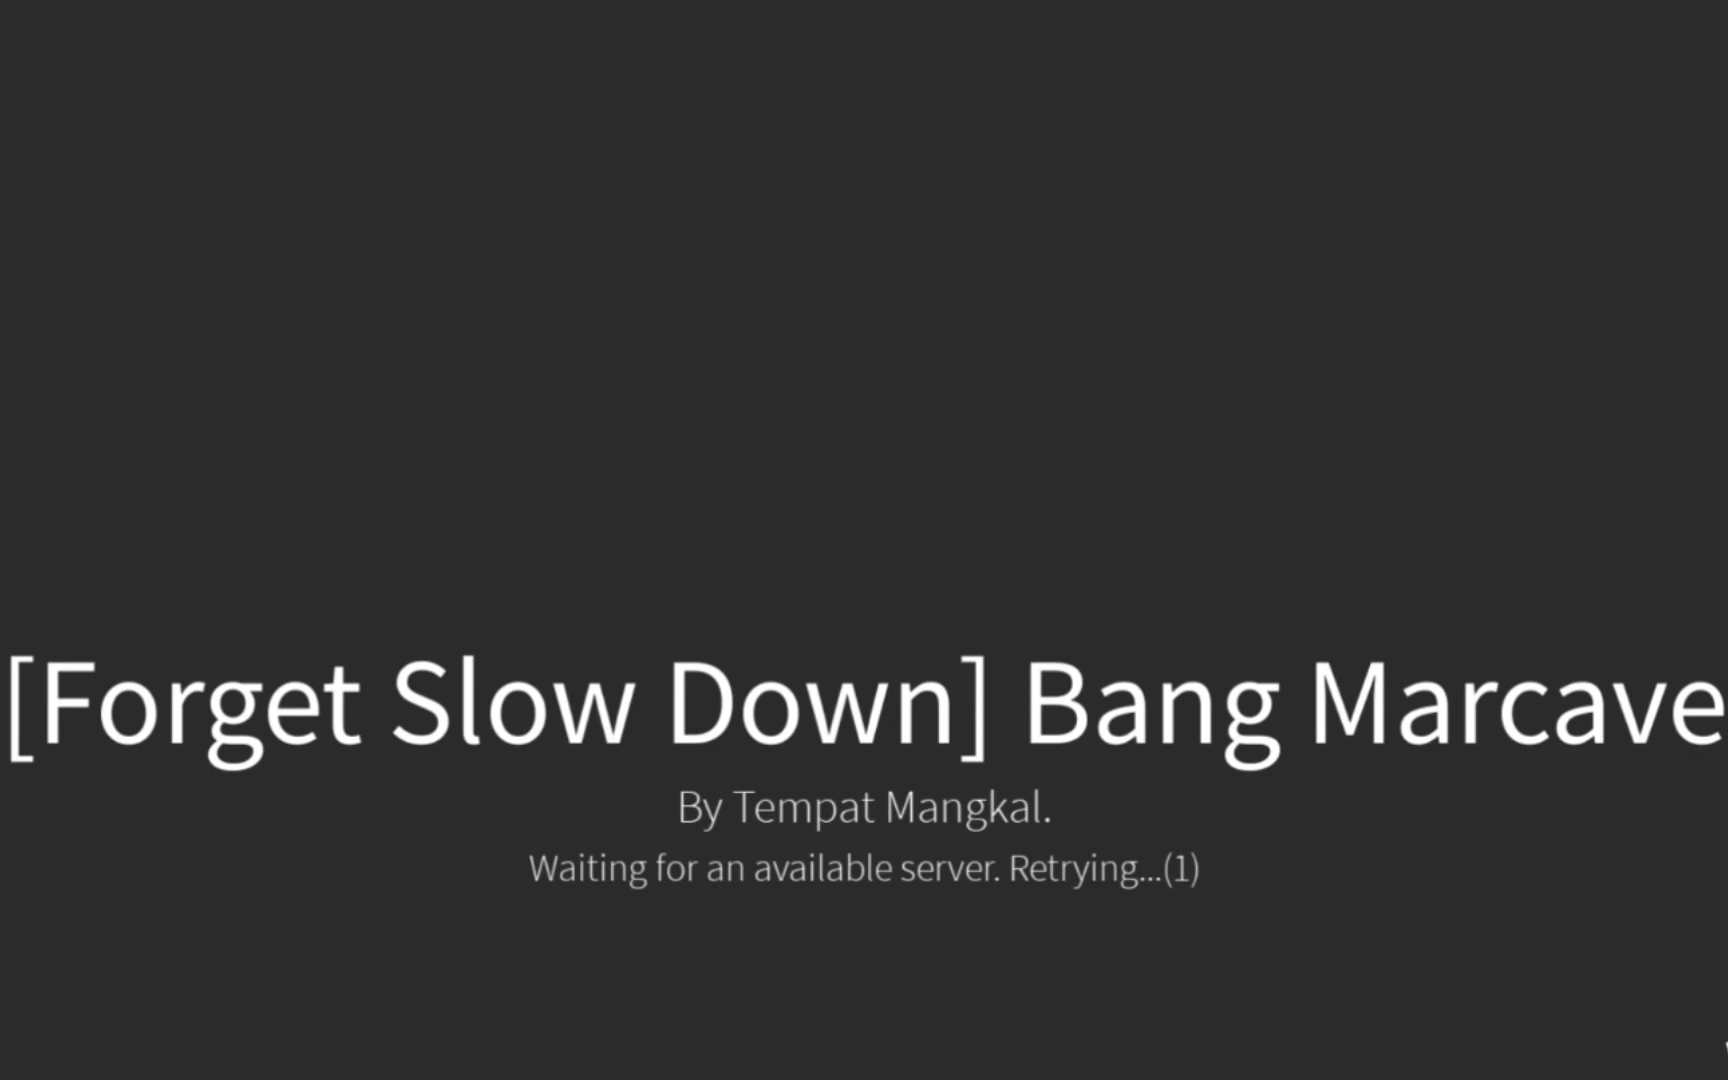 [Forget Slow Down] Bang Marcave
By Tempat Mangkal.
Waiting for an available server. Retrying...(1)